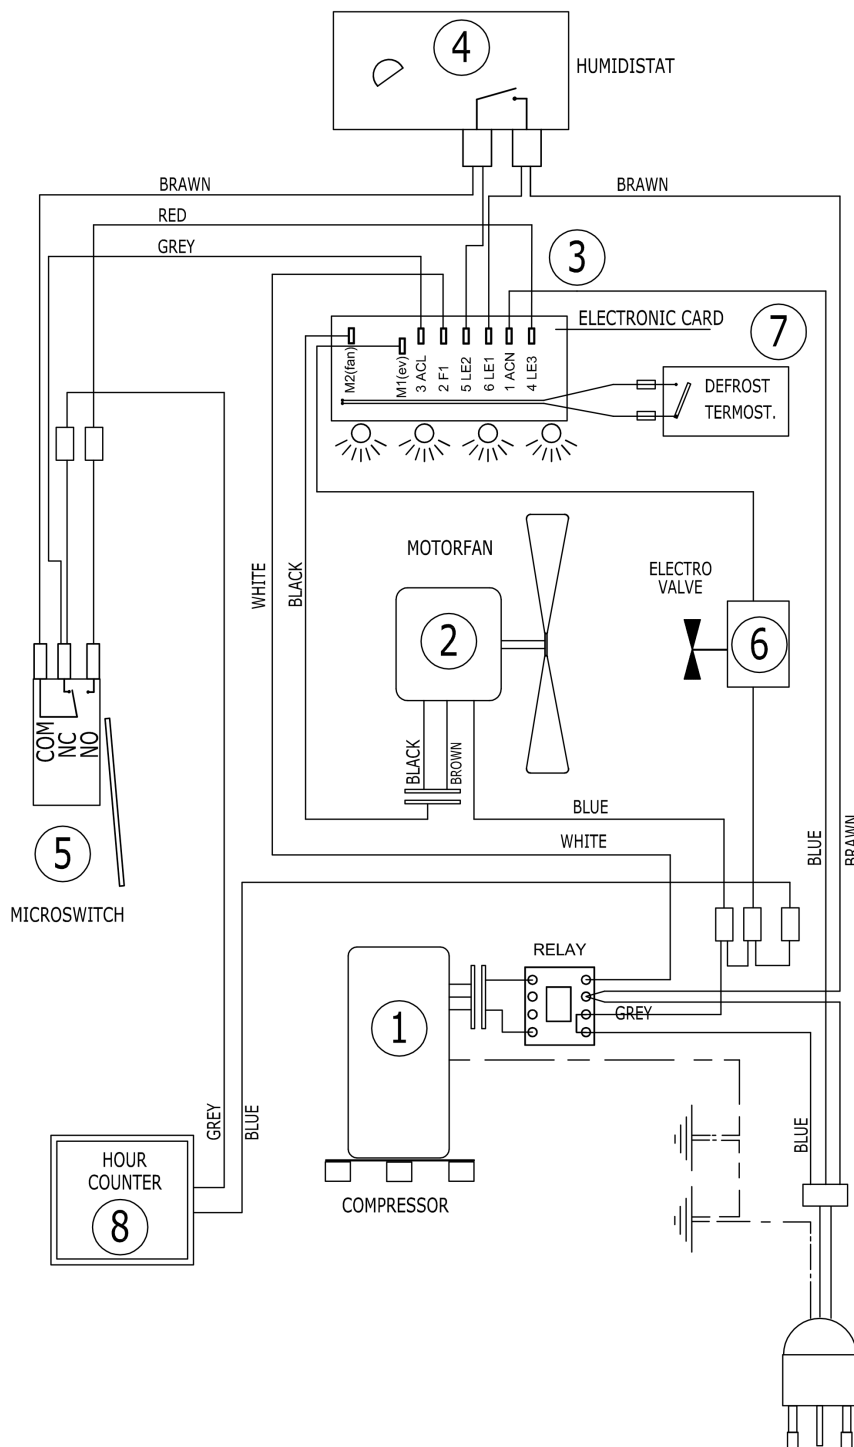 4
HUMIDISTAT
BRAWN
BRAWN
RED
GREY
3
ELECTRONIC CARD
7
M2(fan)
M1(ev)
3 ACL
2 F1
5 LE2
6 LE1
1 ACN
4 LE3
DEFROST
TERMOST.
MOTORFAN
WHITE
BLACK
ELECTRO
VALVE
2
6
COM
NC
NO
BLACK
BROWN
BLUE
WHITE
BLUE
BRAWN
5
MICROSWITCH
RELAY
GREY
1
GREY
BLUE
BLUE
HOUR
COUNTER
8
COMPRESSOR